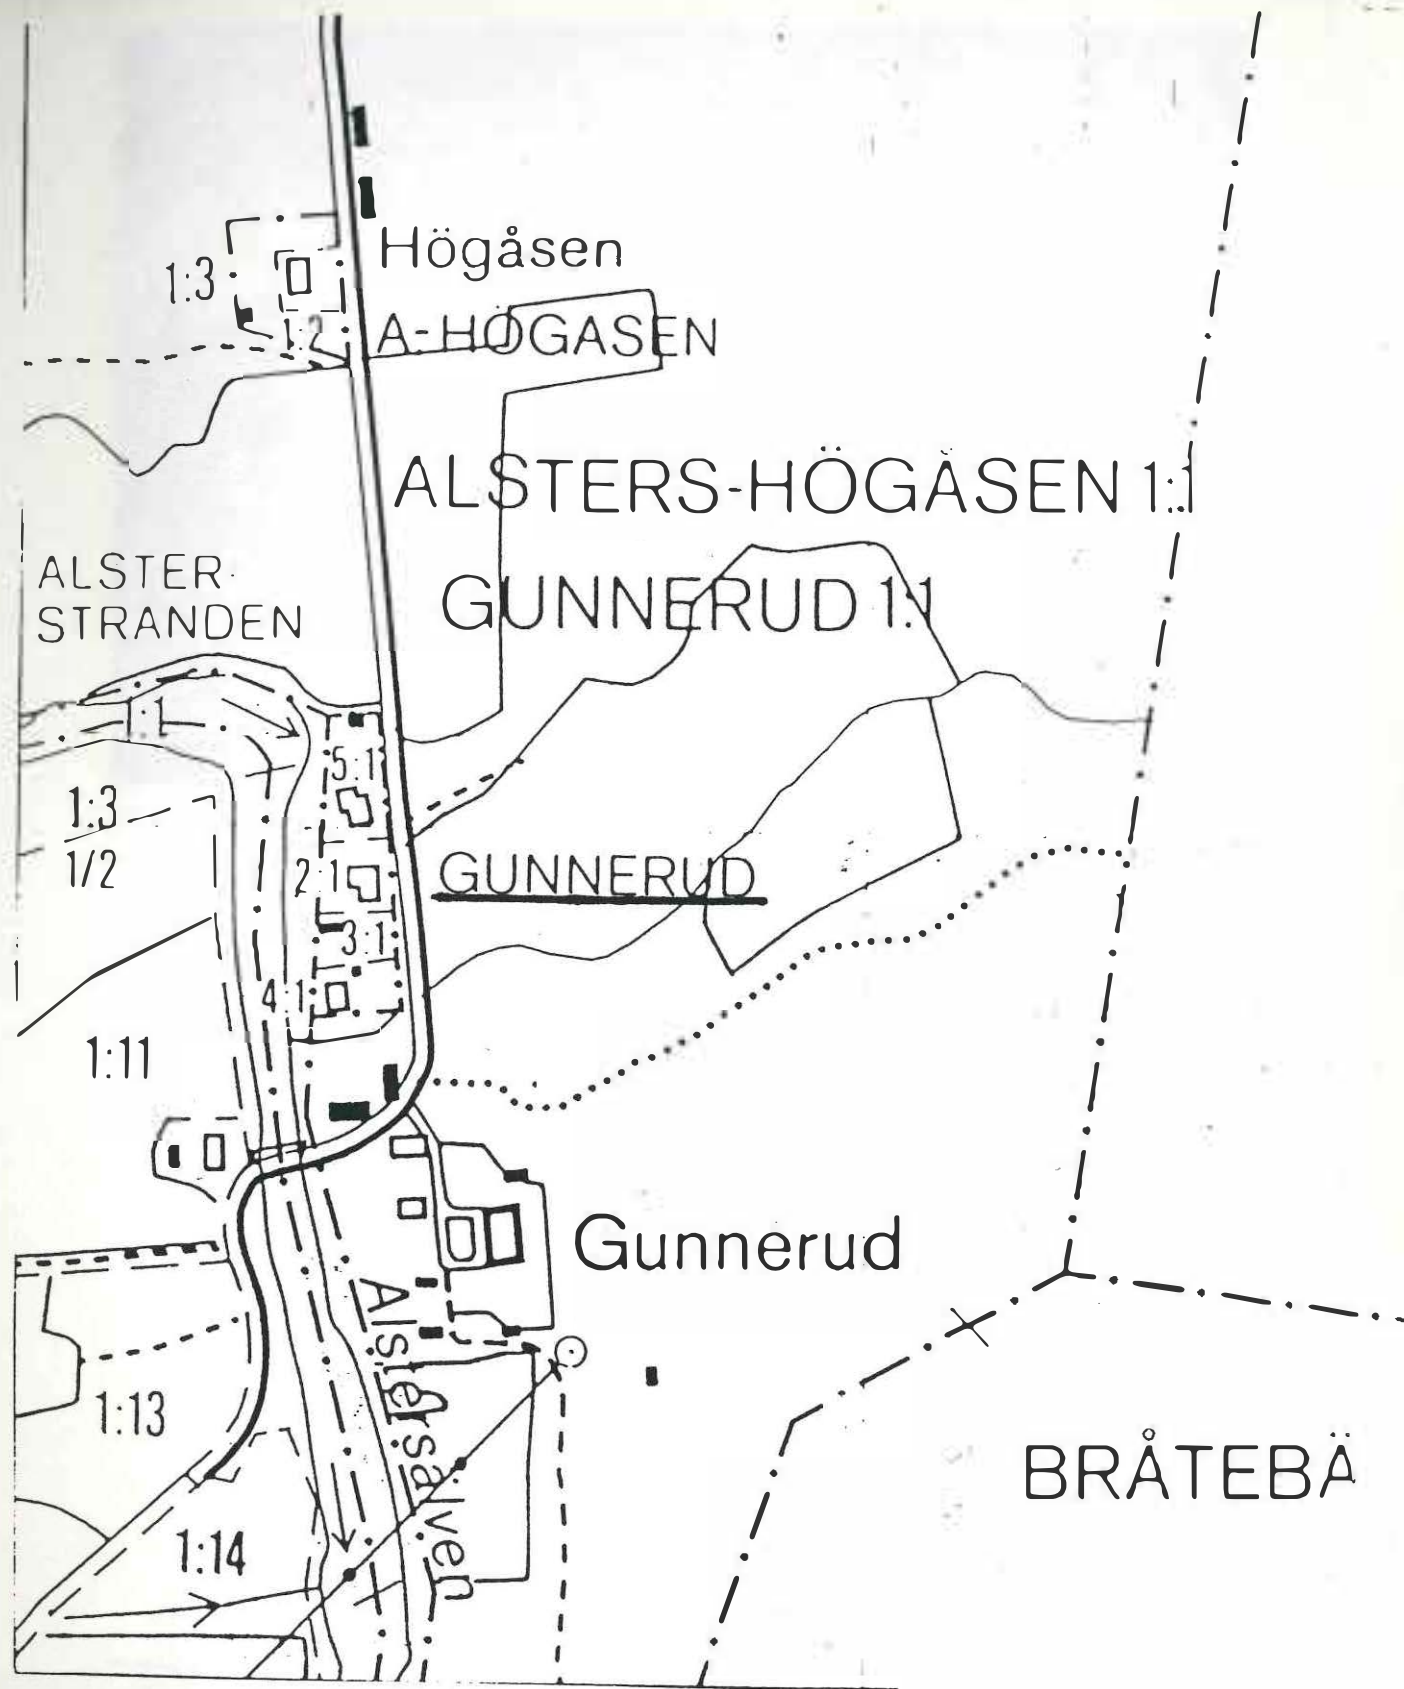 Högåsen
1:3
1:2
A-HÖGASEN
ALSTERS-HÖGÅSEN 1:1
ALSTER
STRANDEN
GUNNERUD 1:1
1:1
5:1
1:3
1/2
2:1
GUNNERUD
3:1
4:1
1:11
Gunnerud
Alstersälven
1:13
BRÅTEBÄ
1:14